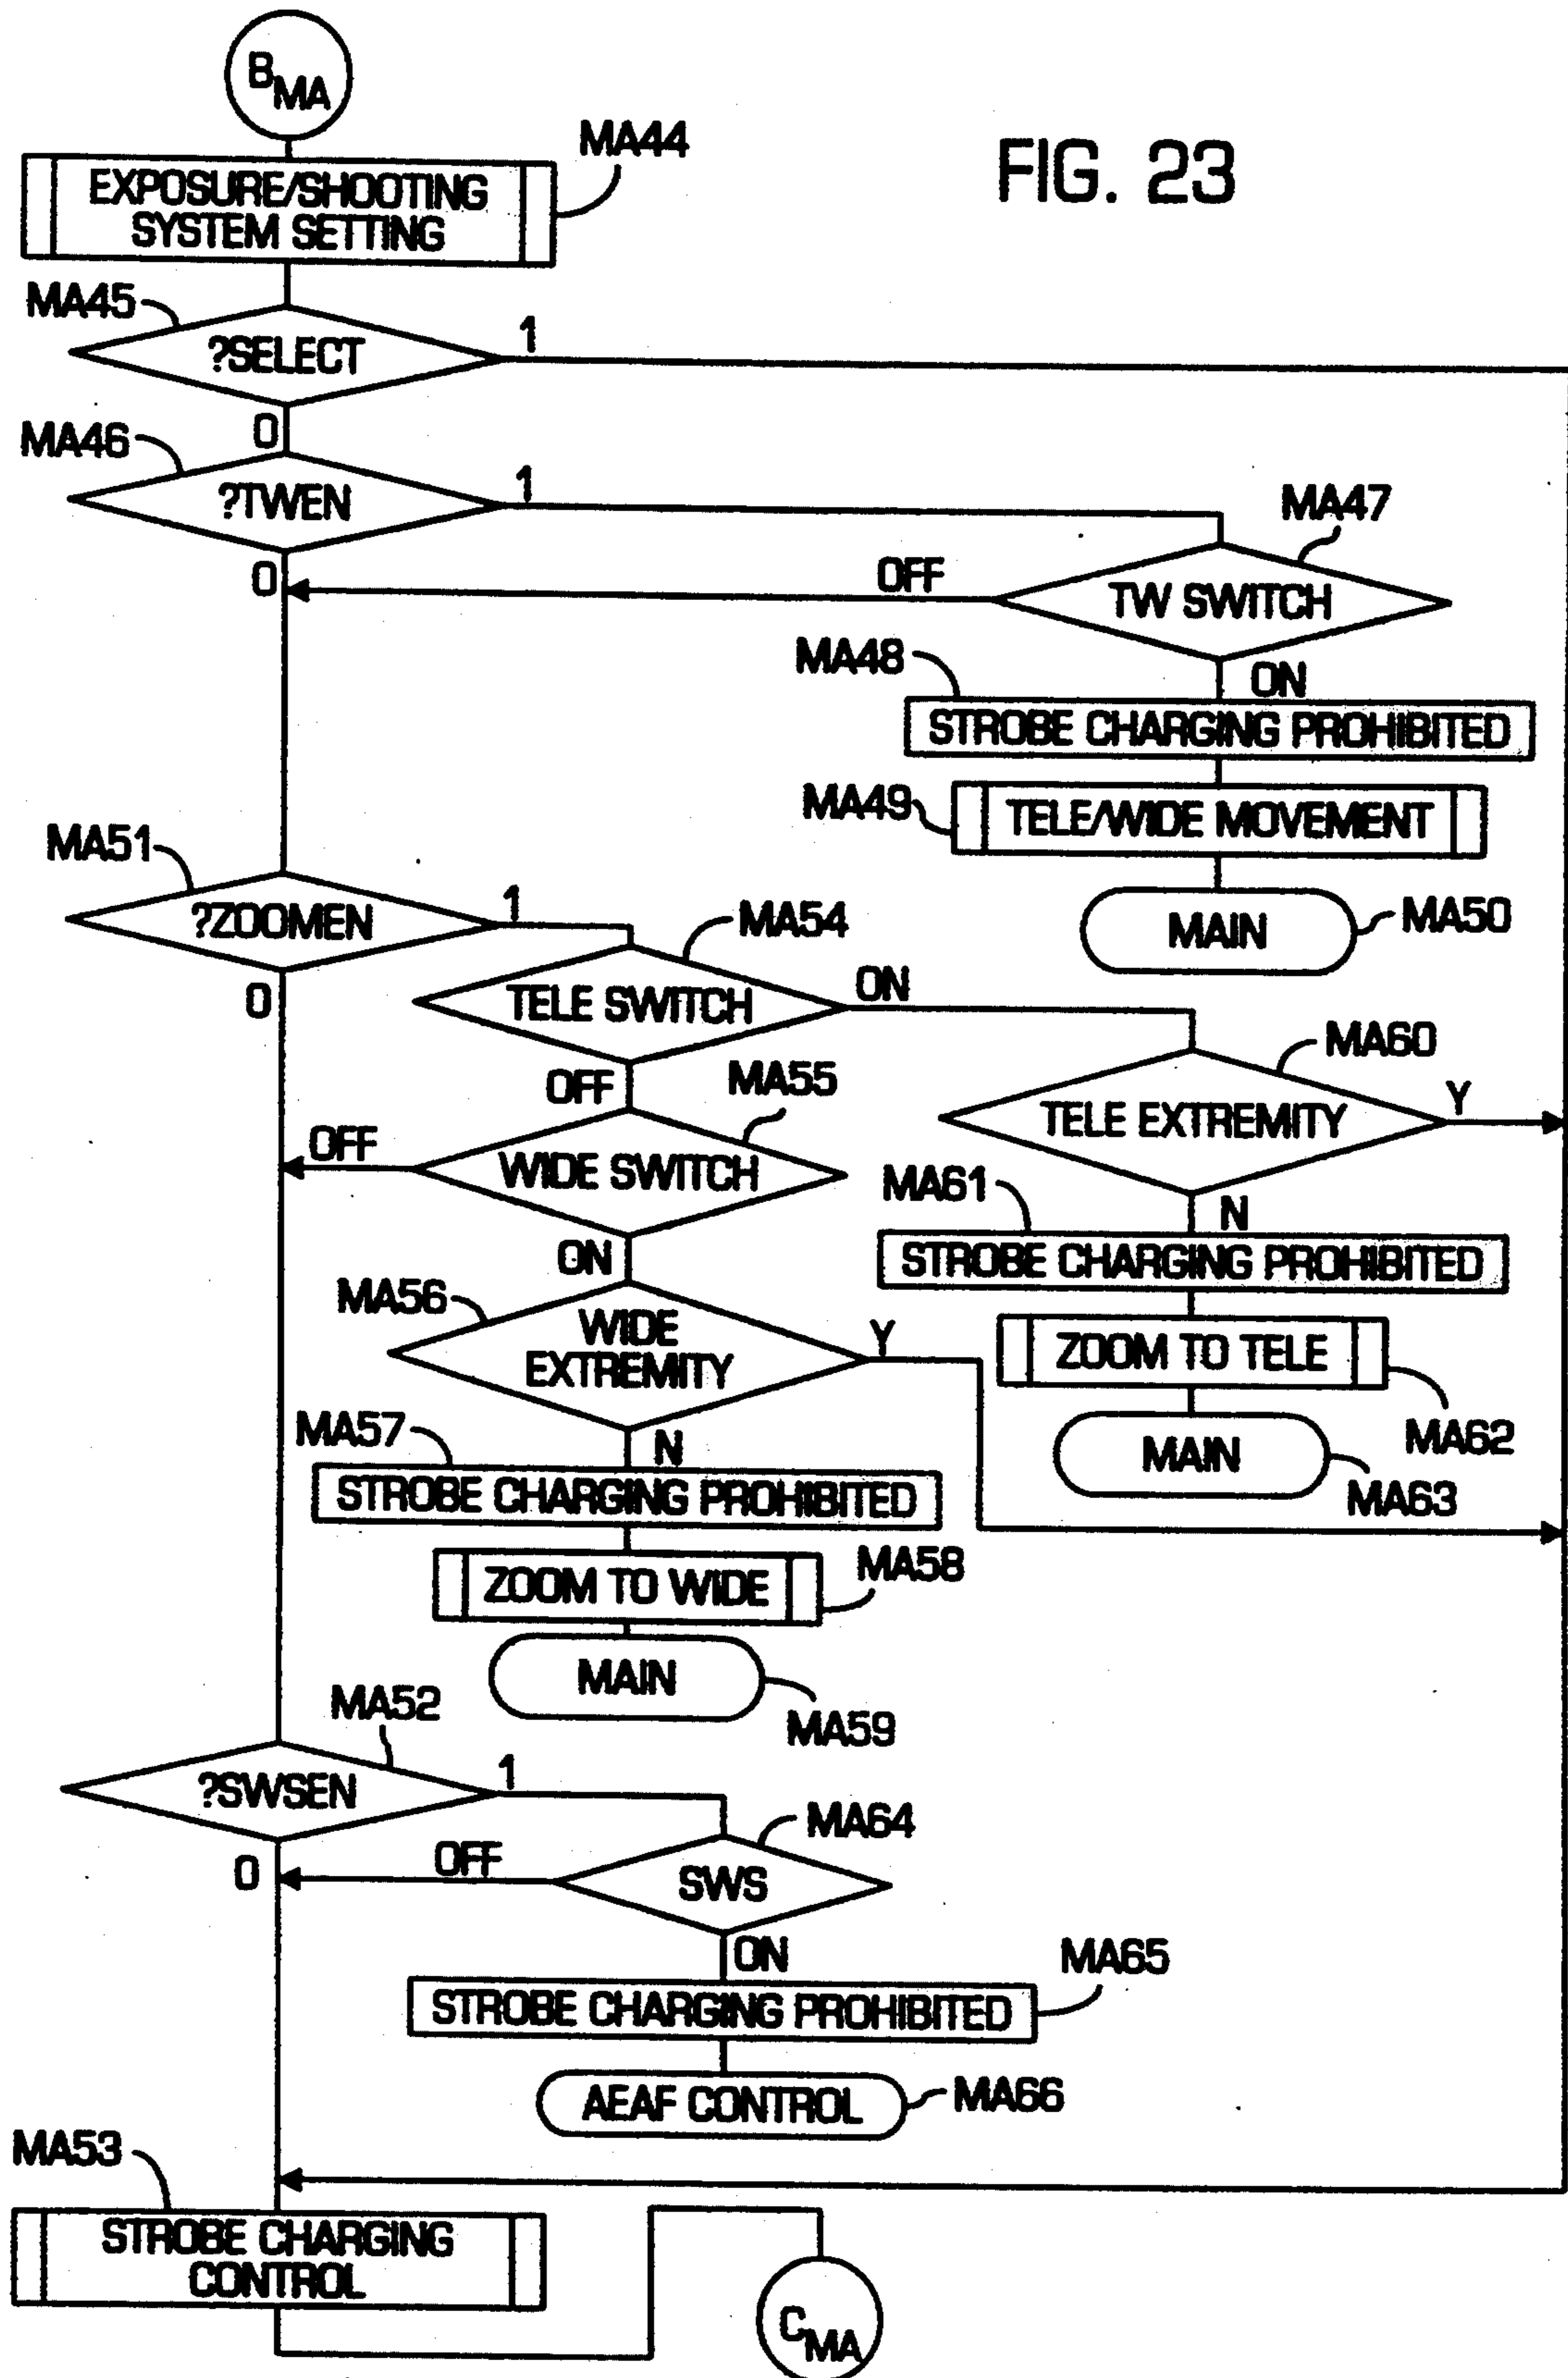 B MA
MA44
FIG. 23
EXPOSURE/SHOOTING
SYSTEM SETTING
MA45
1
?SELECT
0
MA46
1
?TWEN
MA47
0
OFF
TW SWITCH
MA48
ON
STROBE CHARGING PROHIBITED
MA49
TELE/WIDE MOVEMENT
MA51
1
?ZOOMEN
MA54
MA50
MAIN
0
TELE SWITCH
ON
MA60
OFF
MA55
TELE EXTREMITY
Y
OFF
WIDE SWITCH
MA61
N
ON
STROBE CHARGING PROHIBITED
MA56
WIDE
EXTREMITY
Y
ZOOM TO TELE
MA62
MA57
N
MAIN
MA63
STROBE CHARGING PROHIBITED
MA58
ZOOM TO WIDE
MAIN
MA59
MA52
1
?SWSEN
MA64
0
OFF
SWS
ON
MA65
STROBE CHARGING PROHIBITED
AEAF CONTROL
MA66
MA53
STROBE CHARGING
CONTROL
C MA